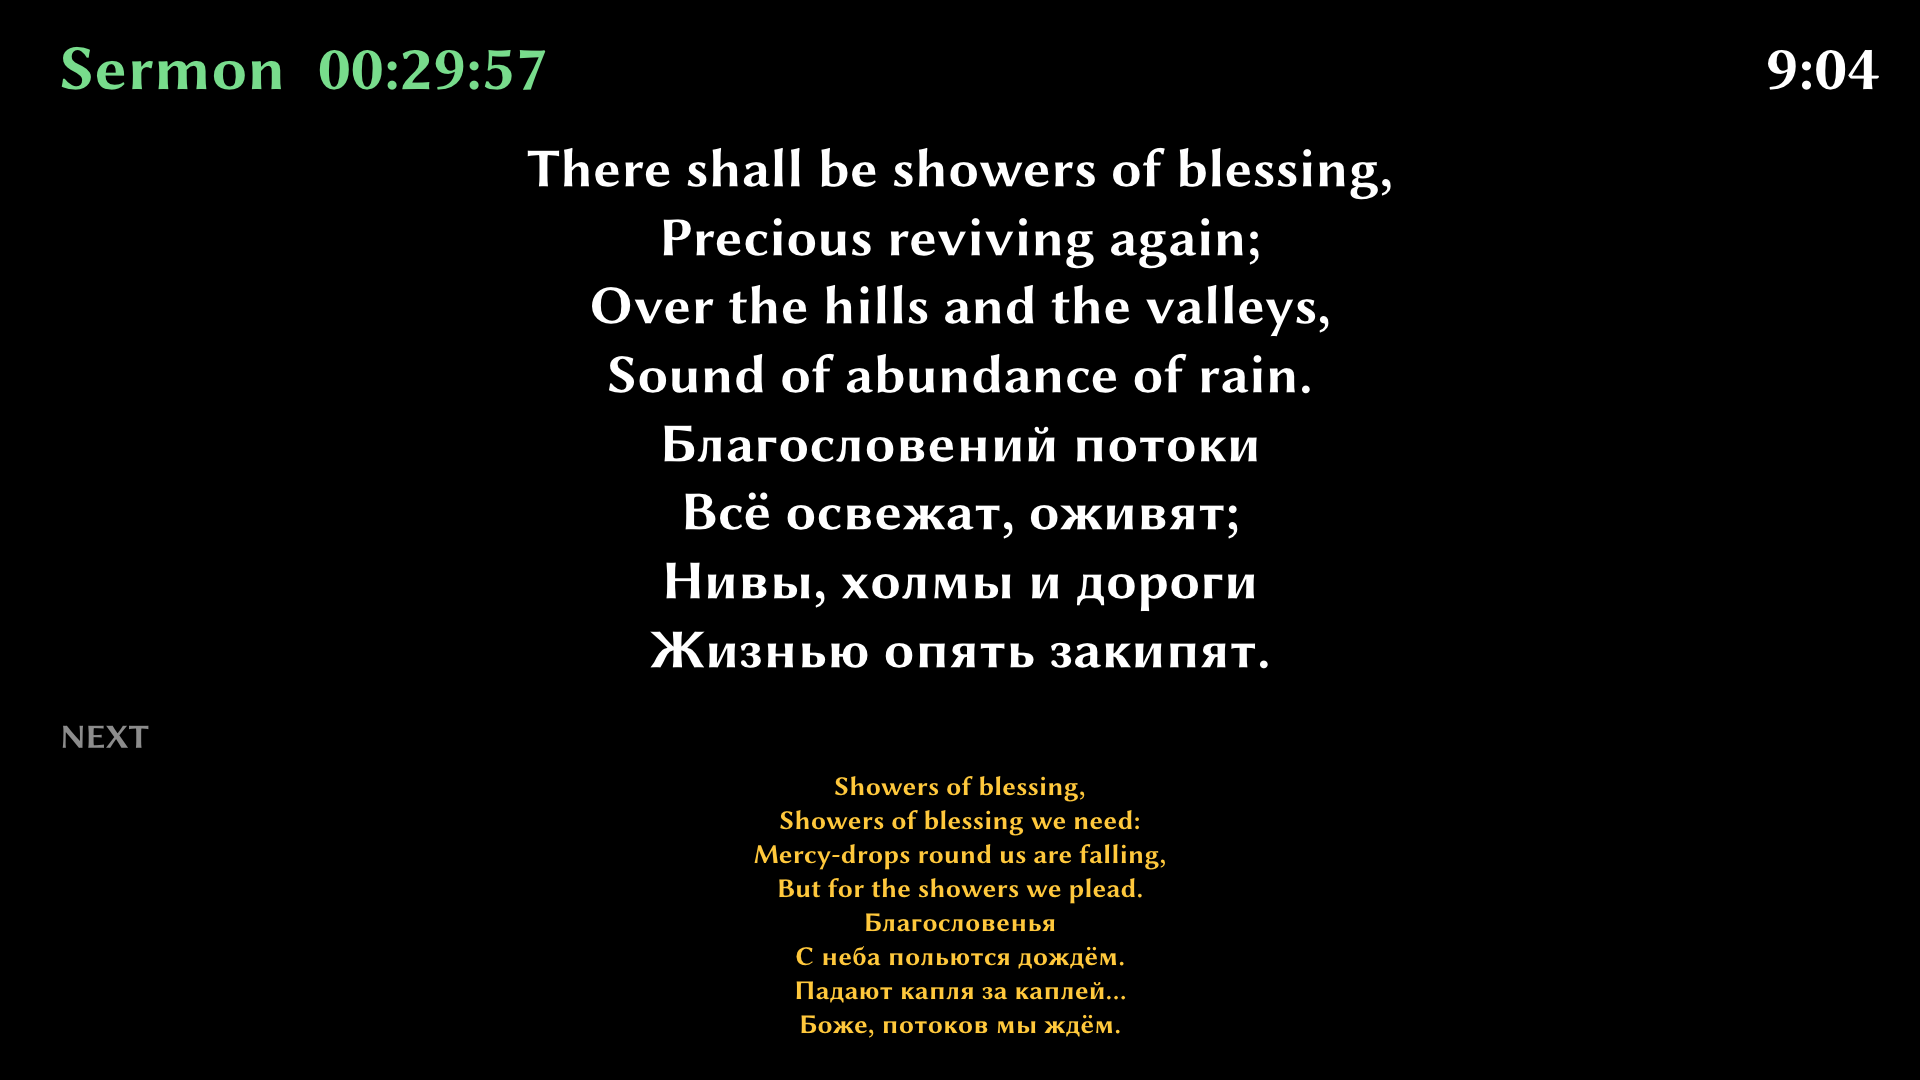 Sermon 00:29:57
9:04
There shall be showers of blessing,
Precious reviving again;
Over the hills and the valleys,
Sound of abundance of rain.
Благословений потоки
Всё освежат, оживят;
Нивы, холмы и дороги
Жизнью опять закипят.
NEXT
Showers of blessing,
Showers of blessing we need:
Mercy-drops round us are falling,
But for the showers we plead.
Благословенья
С неба польются дождём.
Падают капля за каплей...
Боже, потоков мы ждём.